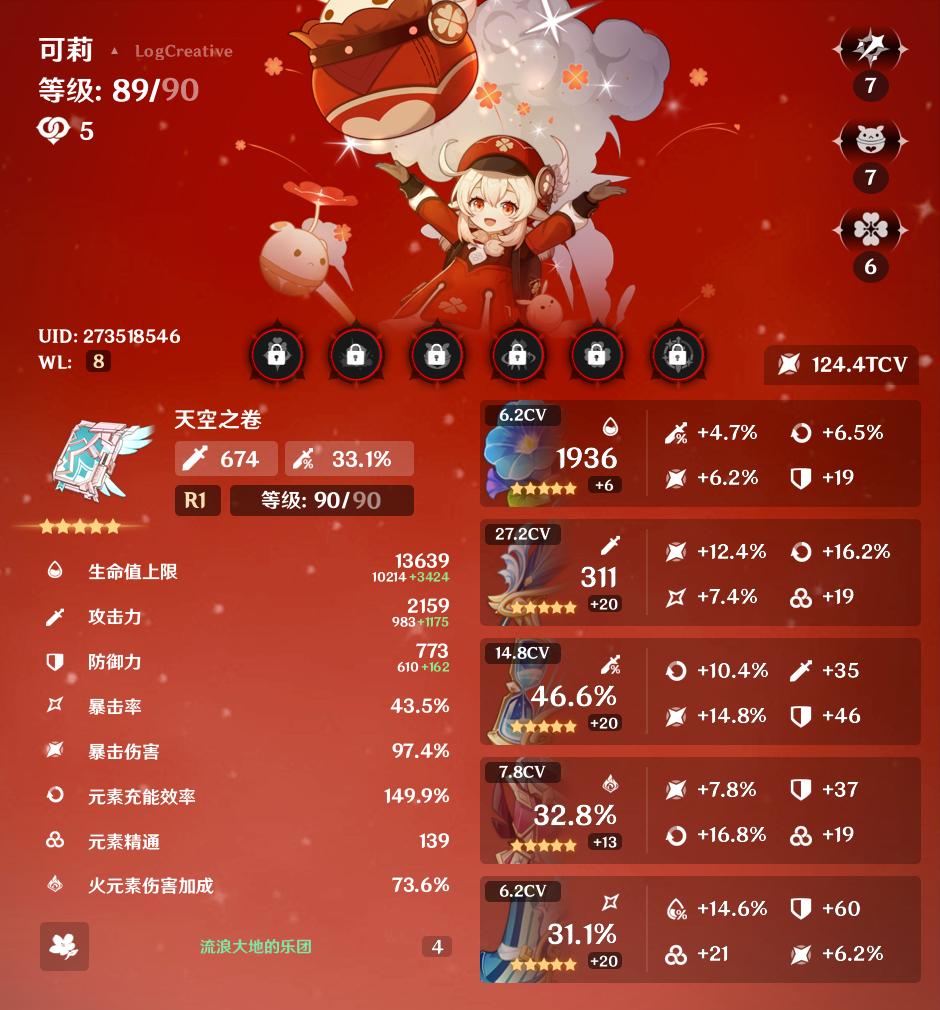 可莉 ▲ LogCreative
等级: 89/90
5
7
7
6
UID: 273518546
WL: 8
124.4TCV
天空之卷
674 33.1%
R1 等级: 90/90
生命值上限 13639
10214+3424
攻击力 2159
983+1175
防御力 773
610+162
暴击率 43.5%
暴击伤害 97.4%
元素充能效率 149.9%
元素精通 139
火元素伤害加成 73.6%
流浪大地的乐团 4
6.2CV
1936
+6
+4.7% +6.5%
+6.2% +19
27.2CV
311
+20
+12.4% +16.2%
+7.4% +19
14.8CV
46.6%
+20
+10.4% +35
+14.8% +46
7.8CV
32.8%
+13
+7.8% +37
+16.8% +19
6.2CV
31.1%
+20
+14.6% +60
+21 +6.2%